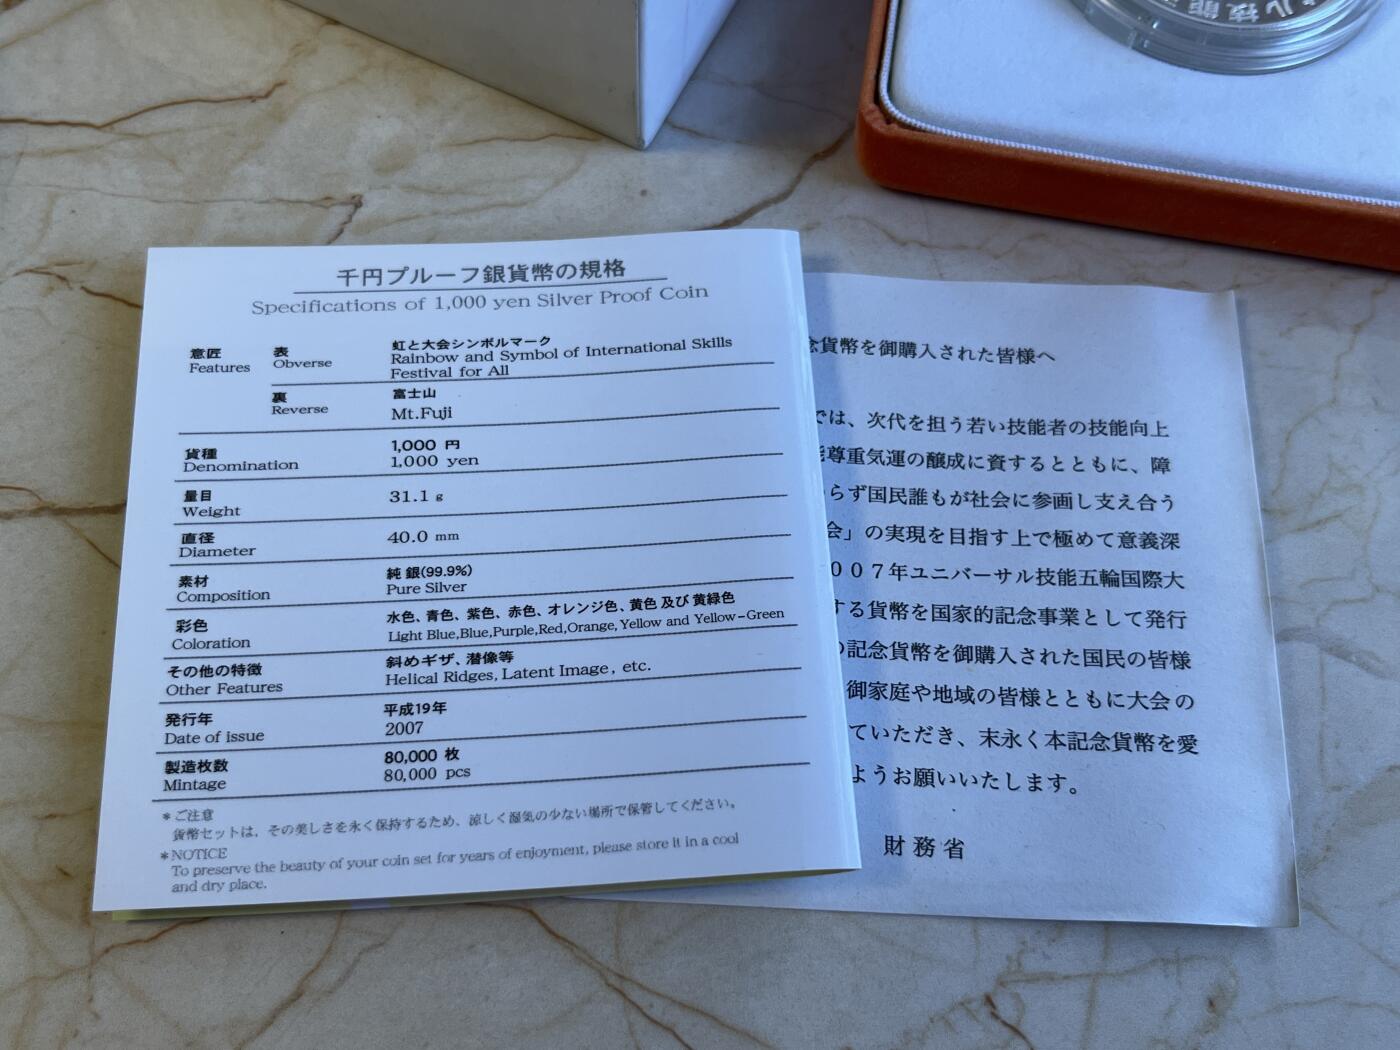 ル技能
千円プルーフ銀貨幣の規格
Specifications of 1,000 yen Silver Proof Coin
意匠
Features
表
Obverse
虹と大会シンボルマーク
Rainbow and Symbol of International Skills
Festival for All
裏
Reverse
富士山
Mt.Fuji
貨種
Denomination
1,000 円
1,000 yen
量目
Weight
31.1 g
直径
Diameter
40.0 mm
素材
Composition
純銀(99.9%)
Pure Silver
彩色
Coloration
水色、青色、紫色、赤色、オレンジ色、黄色 及び 黄緑色
Light Blue,Blue,Purple,Red,Orange,Yellow and Yellow-Green
その他の特徴
Other Features
斜めギザ、潜像等
Helical Ridges, Latent Image, etc.
発行年
Date of issue
平成19年
2007
製造枚数
Mintage
80,000 枚
80,000 pcs
＊ご注意
貨幣セットは、その美しさを永く保持するため、涼しく湿気の少ない場所で保管してください。
＊NOTICE
To preserve the beauty of your coin set for years of enjoyment, please store it in a cool
and dry place.
念貨幣を御購入された皆様へ
では、次代を担う若い技能者の技能向上
尊重気運の醸成に資するとともに、障
らず国民誰もが社会に参画し支え合う
会」の実現を目指す上で極めて意義深
００７年ユニバーサル技能五輪国際大
する貨幣を国家的記念事業として発行
記念貨幣を御購入された国民の皆様
御家庭や地域の皆様とともに大会の
ていただき、末永く本記念貨幣を愛
ようお願いいたします。
財務省